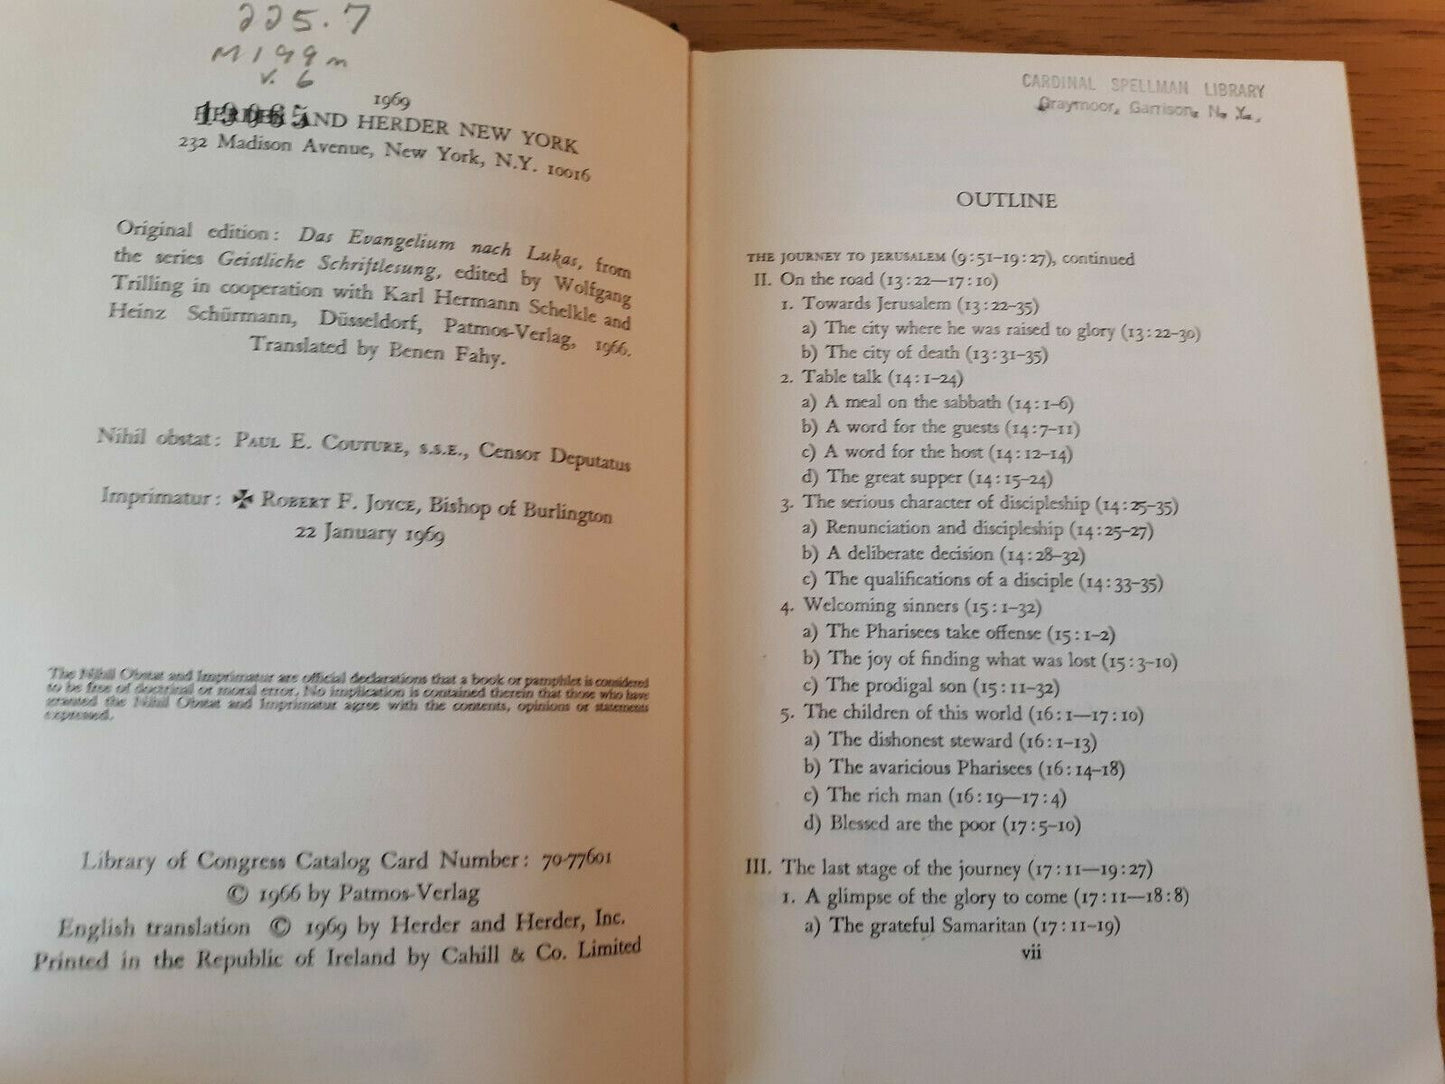 225.7
M199m
v. 6
1969
HERDER AND HERDER NEW YORK
232 Madison Avenue, New York, N.Y. 10016
Original edition: Das Evangelium nach Lukas, from
the series Geistliche Schriftlesung, edited by Wolfgang
Trilling in cooperation with Karl Hermann Schelkle and
Heinz Schürmann, Düsseldorf, Patmos-Verlag, 1966.
Translated by Benen Fahy.
Nihil obstat: PAUL E. COUTURE, S.S.E., Censor Deputatus
Imprimatur: ✠ ROBERT F. JOYCE, Bishop of Burlington
22 January 1969
The Nihil Obstat and Imprimatur are official declarations that a book or pamphlet is considered
to be free of doctrinal or moral error. No implication is contained therein that those who have
granted the Nihil Obstat and Imprimatur agree with the contents, opinions or statements
expressed.
Library of Congress Catalog Card Number: 70-77601
© 1966 by Patmos-Verlag
English translation © 1969 by Herder and Herder, Inc.
Printed in the Republic of Ireland by Cahill & Co. Limited
CARDINAL SPELLMAN LIBRARY
Graymoor, Garrison, N. Y.,
OUTLINE
THE JOURNEY TO JERUSALEM (9:51–19:27), continued
II. On the road (13:22—17:10)
1. Towards Jerusalem (13:22–35)
a) The city where he was raised to glory (13:22–30)
b) The city of death (13:31–35)
2. Table talk (14:1–24)
a) A meal on the sabbath (14:1–6)
b) A word for the guests (14:7–11)
c) A word for the host (14:12–14)
d) The great supper (14:15–24)
3. The serious character of discipleship (14:25–35)
a) Renunciation and discipleship (14:25–27)
b) A deliberate decision (14:28–32)
c) The qualifications of a disciple (14:33–35)
4. Welcoming sinners (15:1–32)
a) The Pharisees take offense (15:1–2)
b) The joy of finding what was lost (15:3–10)
c) The prodigal son (15:11–32)
5. The children of this world (16:1—17:10)
a) The dishonest steward (16:1–13)
b) The avaricious Pharisees (16:14–18)
c) The rich man (16:19—17:4)
d) Blessed are the poor (17:5–10)
III. The last stage of the journey (17:11—19:27)
1. A glimpse of the glory to come (17:11—18:8)
a) The grateful Samaritan (17:11–19)
vii